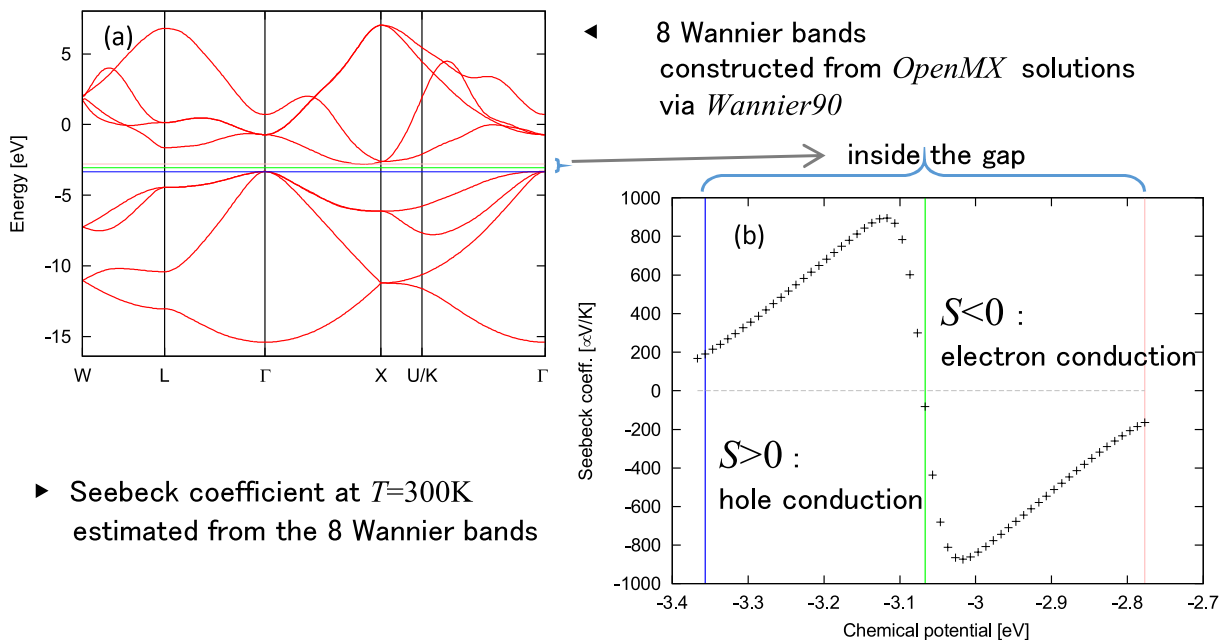 (a)
5
0
-5
-10
-15
Energy [eV]
W
L
Γ
X
U/K
Γ
◀ 8 Wannier bands
constructed from OpenMX solutions
via Wannier90
inside the gap
(b)
1000
800
600
400
200
0
-200
-400
-600
-800
-1000
Seebeck coeff. [∝V/K]
S<0 :
electron conduction
S>0 :
hole conduction
-3.4
-3.3
-3.2
-3.1
-3
-2.9
-2.8
-2.7
Chemical potential [eV]
▶ Seebeck coefficient at T=300K
estimated from the 8 Wannier bands